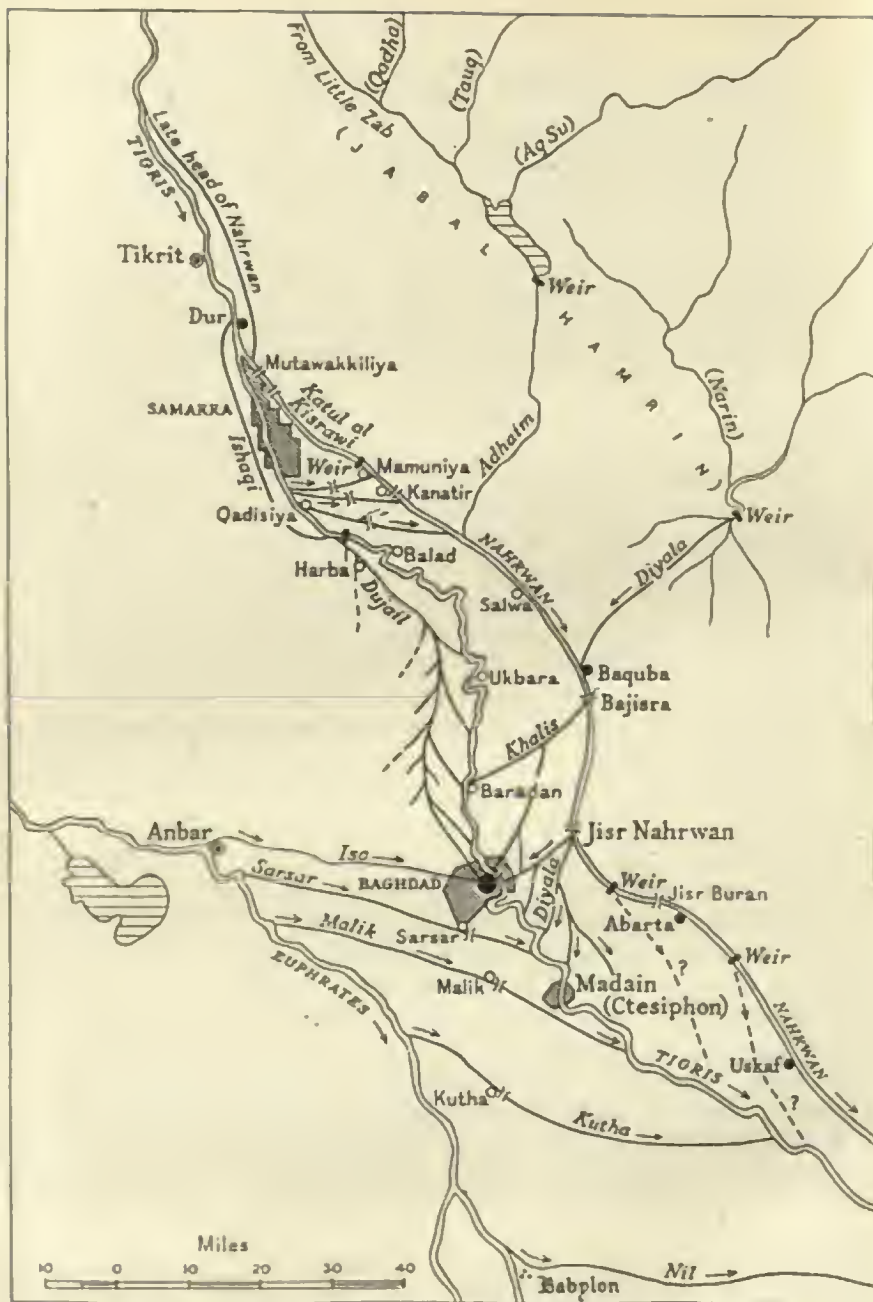 From Little Zab
(Qadha)
(Tauq)
(Aq Su)
(JABAL HAMRIN)
Late head of Nahrwan
TIGRIS
Tikrit
Weir
Dur
Mutawakkiliya
(Narin)
SAMARRA
Katul al
Kisrawi
Ishaqi
Adhaim
Weir
Mamuniya
Kanatir
Qadisiya
Weir
Balad
NAHRWAN
Diyala
Harba
Dujail
Salwa
Ukbara
Baquba
Bajisra
Khalis
Baradan
Anbar
Iso
Jisr Nahrwan
Sarsar
BAGHDAD
Diyala
Weir
Jisr Buran
Abarta
Malik
Sarsar
Weir
?
EUPHRATES
Malik
Madain
(Ctesiphon)
NAHKWAN
TIGRIS
Uskaf
?
Kutha
Kutha
Miles
10 0 10 20 30 40
Nil
Babylon